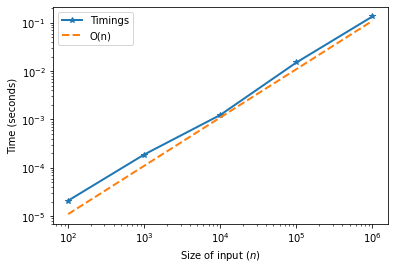 Timings
O(n)
Time (seconds)
10⁻¹
10⁻²
10⁻³
10⁻⁴
10⁻⁵
10² 10³ 10⁴ 10⁵ 10⁶
Size of input (n)